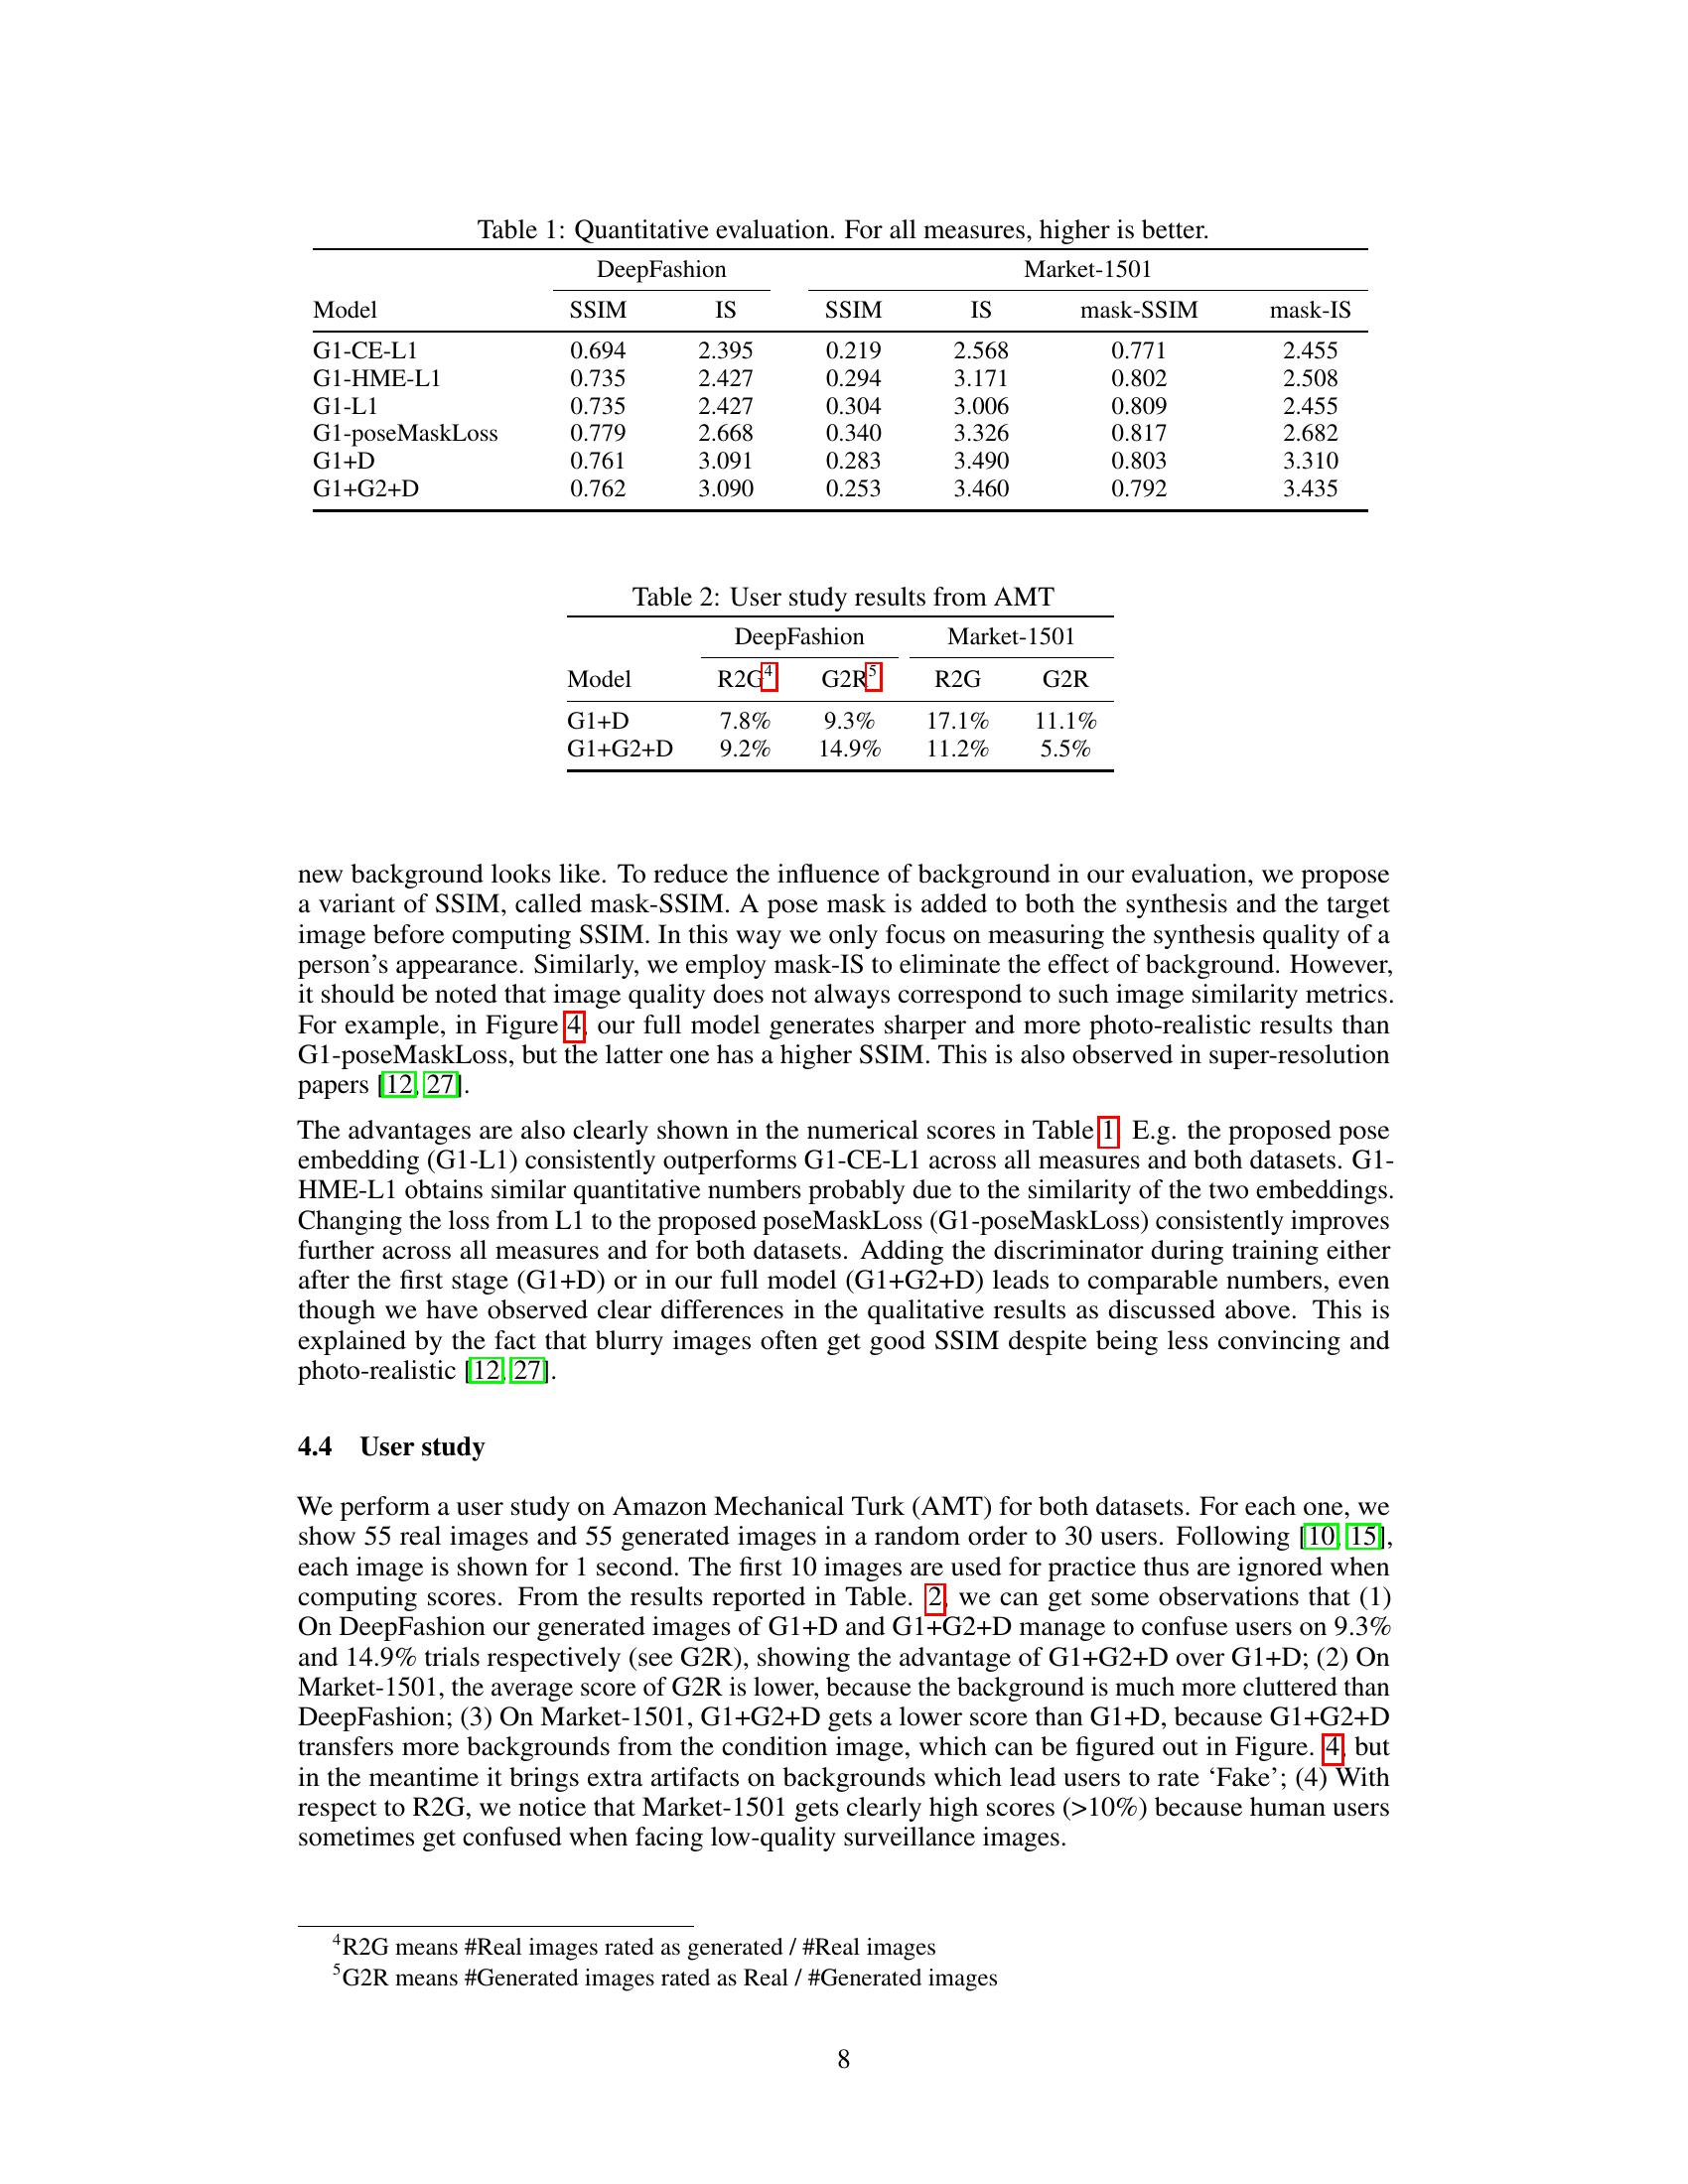 Table 1: Quantitative evaluation. For all measures, higher is better.
DeepFashion Market-1501
Model SSIM IS SSIM IS mask-SSIM mask-IS
G1-CE-L1 0.694 2.395 0.219 2.568 0.771 2.455
G1-HME-L1 0.735 2.427 0.294 3.171 0.802 2.508
G1-L1 0.735 2.427 0.304 3.006 0.809 2.455
G1-poseMaskLoss 0.779 2.668 0.340 3.326 0.817 2.682
G1+D 0.761 3.091 0.283 3.490 0.803 3.310
G1+G2+D 0.762 3.090 0.253 3.460 0.792 3.435
Table 2: User study results from AMT
DeepFashion Market-1501
Model R2G4 G2R5 R2G G2R
G1+D 7.8% 9.3% 17.1% 11.1%
G1+G2+D 9.2% 14.9% 11.2% 5.5%
new background looks like. To reduce the influence of background in our evaluation, we propose
a variant of SSIM, called mask-SSIM. A pose mask is added to both the synthesis and the target
image before computing SSIM. In this way we only focus on measuring the synthesis quality of a
person's appearance. Similarly, we employ mask-IS to eliminate the effect of background. However,
it should be noted that image quality does not always correspond to such image similarity metrics.
For example, in Figure 4, our full model generates sharper and more photo-realistic results than
G1-poseMaskLoss, but the latter one has a higher SSIM. This is also observed in super-resolution
papers [12, 27].
The advantages are also clearly shown in the numerical scores in Table 1. E.g. the proposed pose
embedding (G1-L1) consistently outperforms G1-CE-L1 across all measures and both datasets. G1-
HME-L1 obtains similar quantitative numbers probably due to the similarity of the two embeddings.
Changing the loss from L1 to the proposed poseMaskLoss (G1-poseMaskLoss) consistently improves
further across all measures and for both datasets. Adding the discriminator during training either
after the first stage (G1+D) or in our full model (G1+G2+D) leads to comparable numbers, even
though we have observed clear differences in the qualitative results as discussed above. This is
explained by the fact that blurry images often get good SSIM despite being less convincing and
photo-realistic [12, 27].
4.4 User study
We perform a user study on Amazon Mechanical Turk (AMT) for both datasets. For each one, we
show 55 real images and 55 generated images in a random order to 30 users. Following [10, 15],
each image is shown for 1 second. The first 10 images are used for practice thus are ignored when
computing scores. From the results reported in Table. 2, we can get some observations that (1)
On DeepFashion our generated images of G1+D and G1+G2+D manage to confuse users on 9.3%
and 14.9% trials respectively (see G2R), showing the advantage of G1+G2+D over G1+D; (2) On
Market-1501, the average score of G2R is lower, because the background is much more cluttered than
DeepFashion; (3) On Market-1501, G1+G2+D gets a lower score than G1+D, because G1+G2+D
transfers more backgrounds from the condition image, which can be figured out in Figure. 4, but
in the meantime it brings extra artifacts on backgrounds which lead users to rate ‘Fake’; (4) With
respect to R2G, we notice that Market-1501 gets clearly high scores (>10%) because human users
sometimes get confused when facing low-quality surveillance images.
4R2G means #Real images rated as generated / #Real images
5G2R means #Generated images rated as Real / #Generated images
8